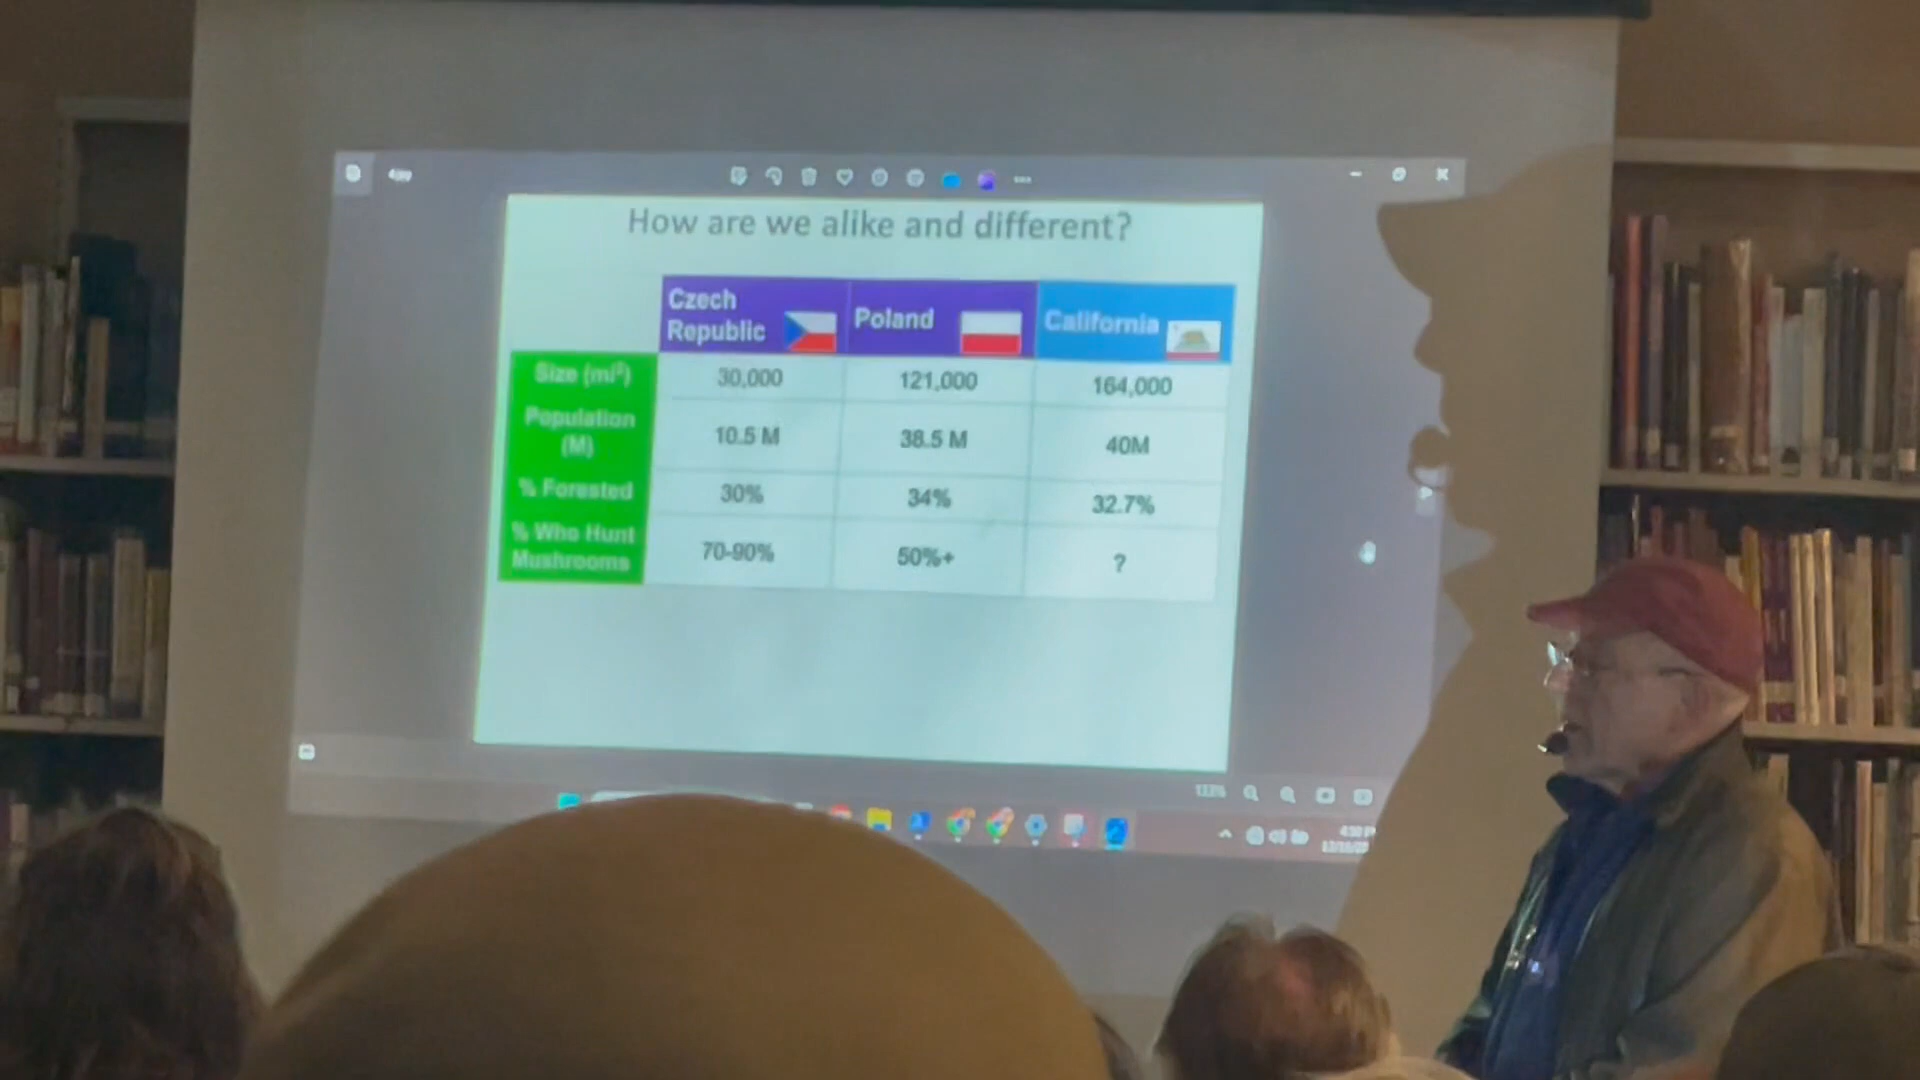 How are we alike and different?
Czech Republic Poland California
Size (mi²) 30,000 121,000 164,000
Population (M) 10.5 M 38.5 M 40M
% Forested 30% 34% 32.7%
% Who Hunt Mushrooms 70-90% 50%+ ?